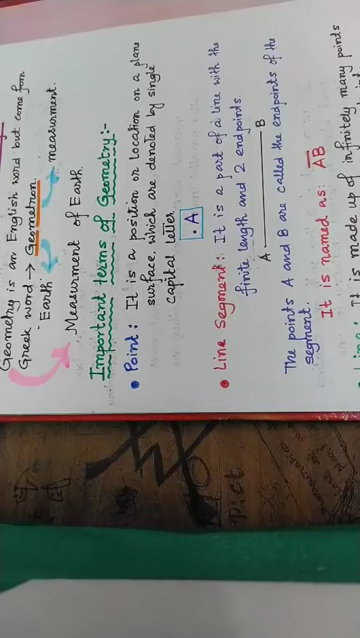 Geometry is an English word but come from
Greek word → Geometron
Earth measurment.
Measurment of Earth.
Important terms of Geometry:-
• Point: It is a position or location on a plane
surface, which are denoted by single
capital letter
• A
• Line Segment: It is a part of a line with the
finite length and 2 endpoints.
A B
The points A and B are called the endpoints of the
segment.
It is named as: AB
It is made up of infinitely many points